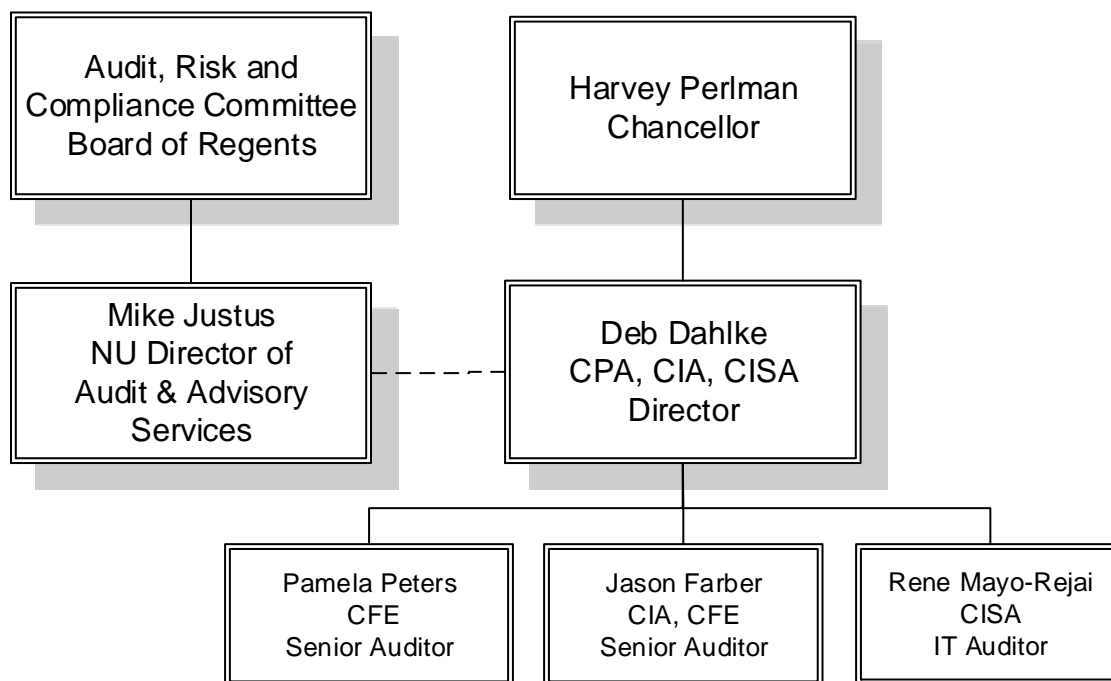 Audit, Risk and
Compliance Committee
Board of Regents
Harvey Perlman
Chancellor
Mike Justus
NU Director of
Audit & Advisory
Services
Deb Dahlke
CPA, CIA, CISA
Director
Pamela Peters
CFE
Senior Auditor
Jason Farber
CIA, CFE
Senior Auditor
Rene Mayo-Rejai
CISA
IT Auditor